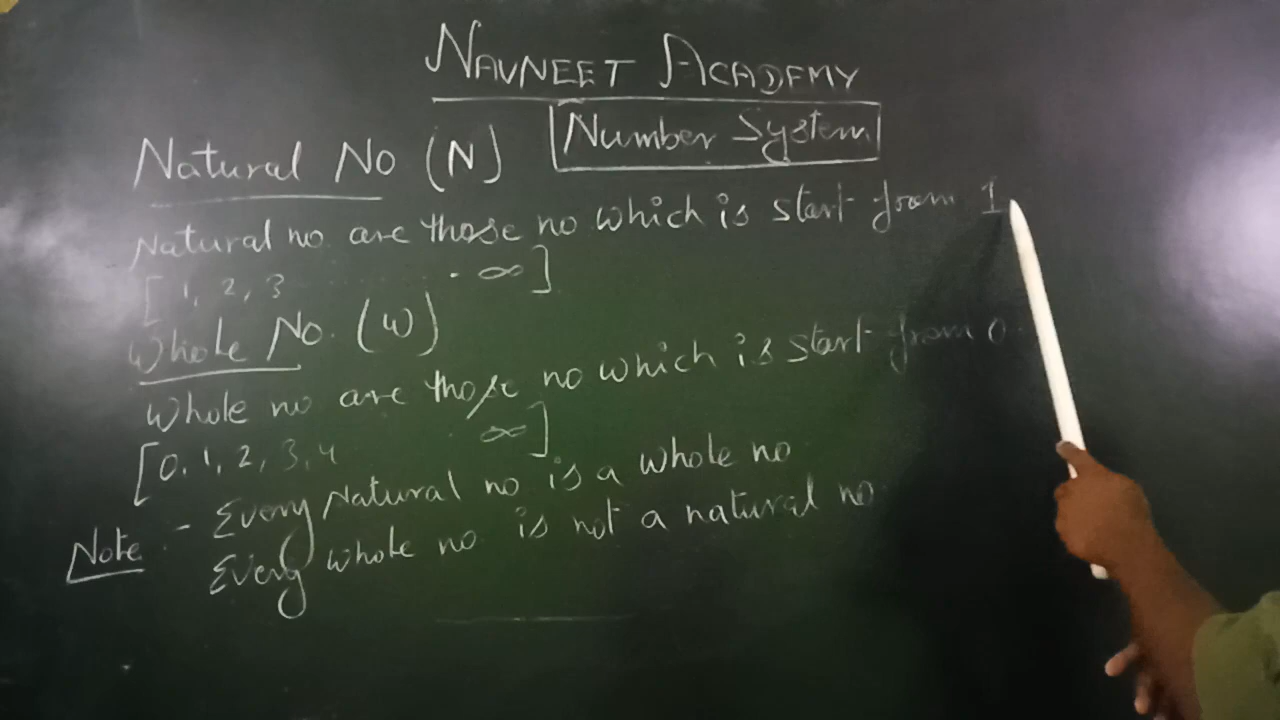 NAVNEET ACADEMY
Number System
Natural No (N)
Natural no are those no which is start from 1
[1, 2, 3 . ∞]
Whole No. (W)
Whole no are those no which is start from 0.
[0, 1, 2, 3, 4 . ∞]
Note :- Every Natural no is a whole no
Every whole no is not a natural no